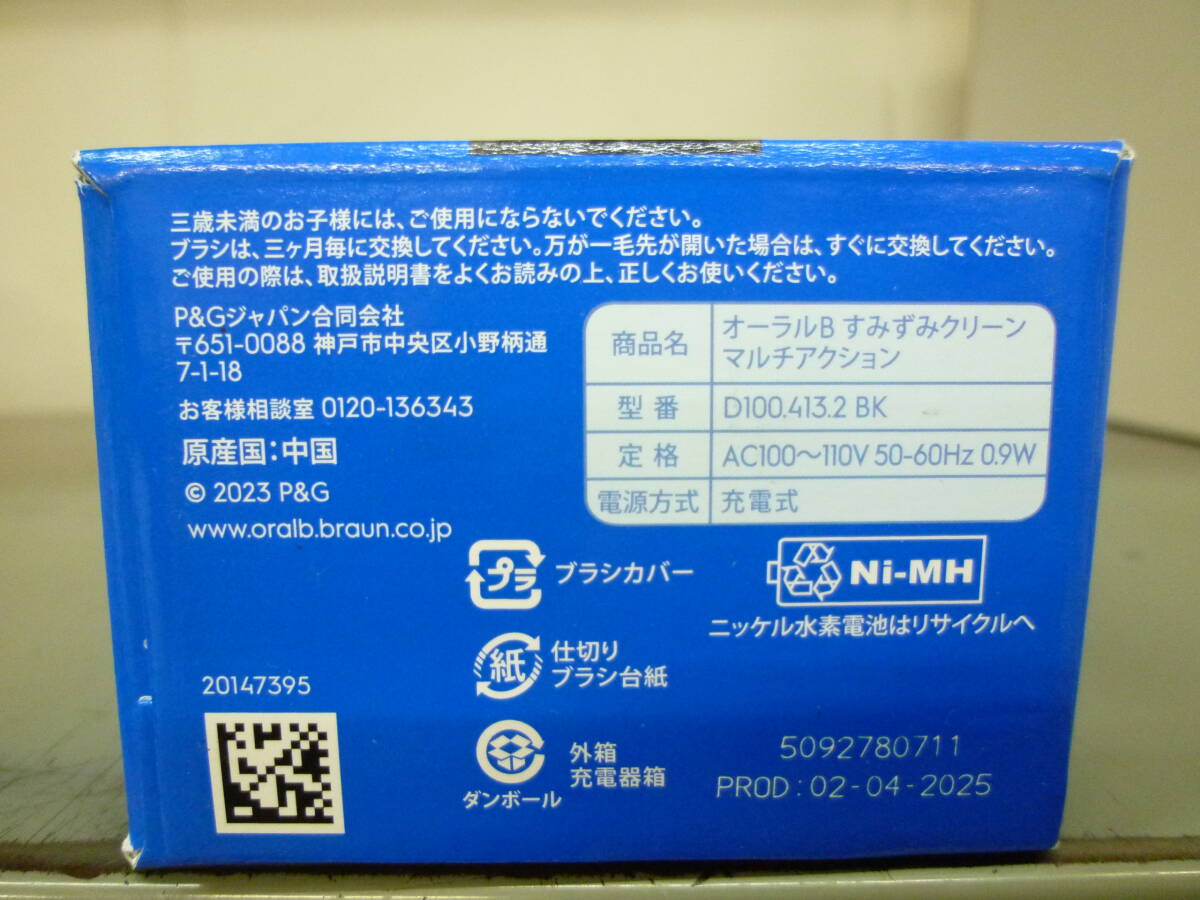 三歳未満のお子様には、ご使用にならないでください。
ブラシは、三ヶ月毎に交換してください。万が一毛先が開いた場合は、すぐに交換してください。
ご使用の際は、取扱説明書をよくお読みの上、正しくお使いください。
P&Gジャパン合同会社
〒651-0088 神戸市中央区小野柄通
7-1-18
お客様相談室 0120-136343
原産国：中国
© 2023 P&G
www.oralb.braun.co.jp
商品名 オーラルB すみずみクリーン
マルチアクション
型番 D100.413.2 BK
定格 AC100～110V 50-60Hz 0.9W
電源方式 充電式
プラ ブラシカバー
Ni-MH
ニッケル水素電池はリサイクルへ
紙 仕切り
ブラシ台紙
外箱
充電器箱
ダンボール
20147395
5092780711
PROD : 02-04-2025